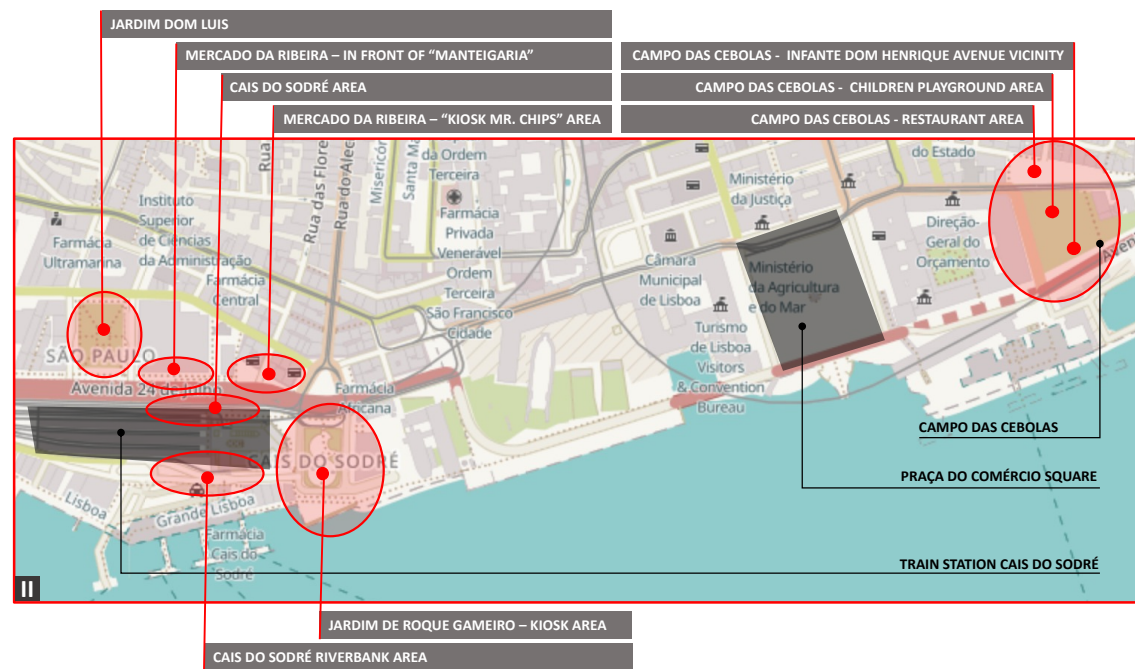 JARDIM DOM LUIS
MERCADO DA RIBEIRA – IN FRONT OF “MANTEIGARIA”
CAMPO DAS CEBOLAS - INFANTE DOM HENRIQUE AVENUE VICINITY
CAIS DO SODRÉ AREA
CAMPO DAS CEBOLAS - CHILDREN PLAYGROUND AREA
MERCADO DA RIBEIRA – “KIOSK MR. CHIPS” AREA
CAMPO DAS CEBOLAS - RESTAURANT AREA
Rua
Rua das Flores
Rua do Alec
Misericór
Santa Ma
da Ordem
Terceira
do Estado
Instituto
Superior
de Ciências
da Administração
Farmácia
Ultramarina
Farmácia
Central
Farmácia
Privada
Venerável
Ordem
Terceira
São Francisco
Cidade
Ministério
da Justiça
Câmara
Municipal
de Lisboa
Ministério
da Agricultura
e do Mar
Direção-
Geral do
Orçamento
Aven
Turismo
de Lisboa
Visitors
& Convention
Bureau
SÃO PAULO
Avenida 24 de Julho
Farmácia
Africana
CAIS DO SODRÉ
Lisboa
Grande Lisboa
Farmácia
Cais do
Sodré
CAMPO DAS CEBOLAS
PRAÇA DO COMÉRCIO SQUARE
TRAIN STATION CAIS DO SODRÉ
II
JARDIM DE ROQUE GAMEIRO – KIOSK AREA
CAIS DO SODRÉ RIVERBANK AREA